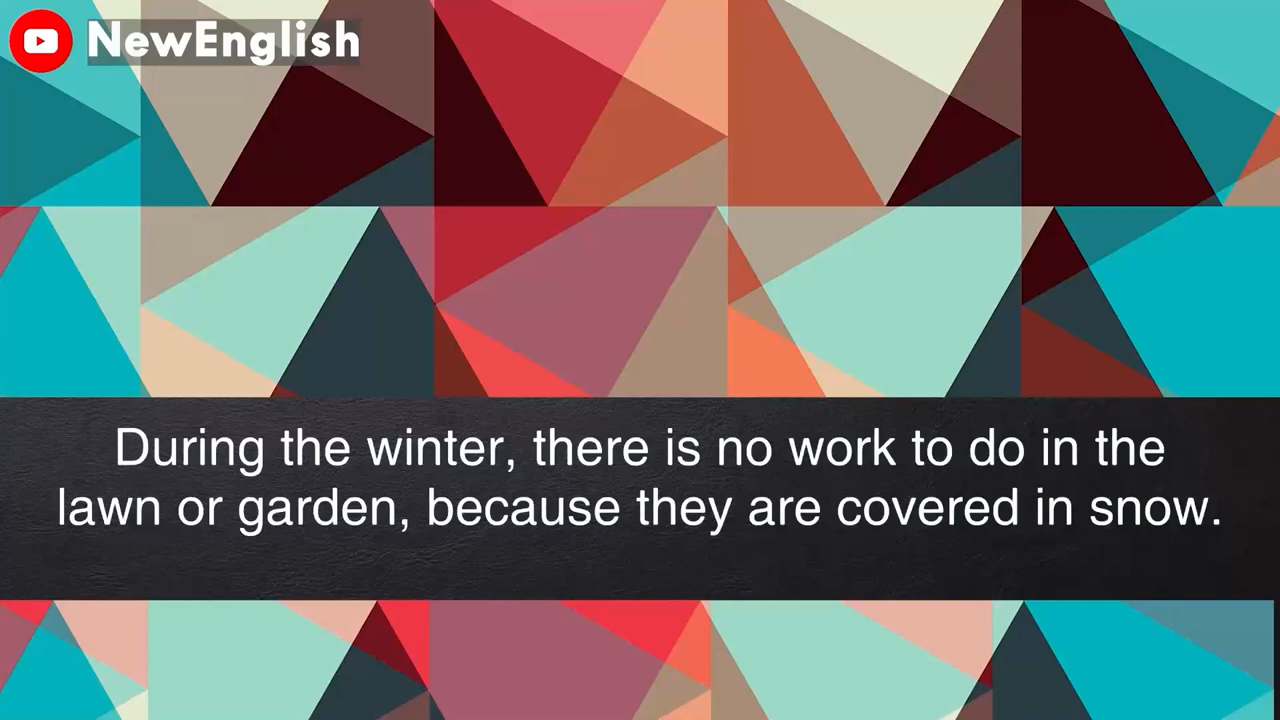 NewEnglish
During the winter, there is no work to do in the
lawn or garden, because they are covered in snow.